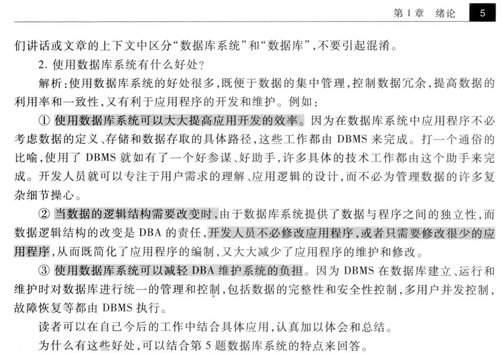 第 1 章　绪论　5
们讲话或文章的上下文中区分“数据库系统”和“数据库”,不要引起混淆。
2. 使用数据库系统有什么好处?
解析:使用数据库系统的好处很多,既便于数据的集中管理,控制数据冗余,提高数据的
利用率和一致性,又有利于应用程序的开发和维护。例如:
① 使用数据库系统可以大大提高应用开发的效率。因为在数据库系统中应用程序不必
考虑数据的定义、存储和数据存取的具体路径,这些工作都由 DBMS 来完成。打一个通俗的
比喻,使用了 DBMS 就如有了一个好参谋、好助手,许多具体的技术工作都由这个助手来完
成。开发人员就可以专注于用户需求的理解、应用逻辑的设计,而不必为管理数据的许多复
杂细节操心。
② 当数据的逻辑结构需要改变时,由于数据库系统提供了数据与程序之间的独立性,而
数据逻辑结构的改变是 DBA 的责任,开发人员不必修改应用程序,或者只需要修改很少的应
用程序,从而既简化了应用程序的编制,又大大减少了应用程序的维护和修改。
③ 使用数据库系统可以减轻 DBA 维护系统的负担。因为 DBMS 在数据库建立、运行和
维护时对数据库进行统一的管理和控制,包括数据的完整性和安全性控制,多用户并发控制,
故障恢复等都由 DBMS 执行。
读者可以在自己今后的工作中结合具体应用,认真加以体会和总结。
为什么有这些好处,可以结合第 5 题数据库系统的特点来回答。